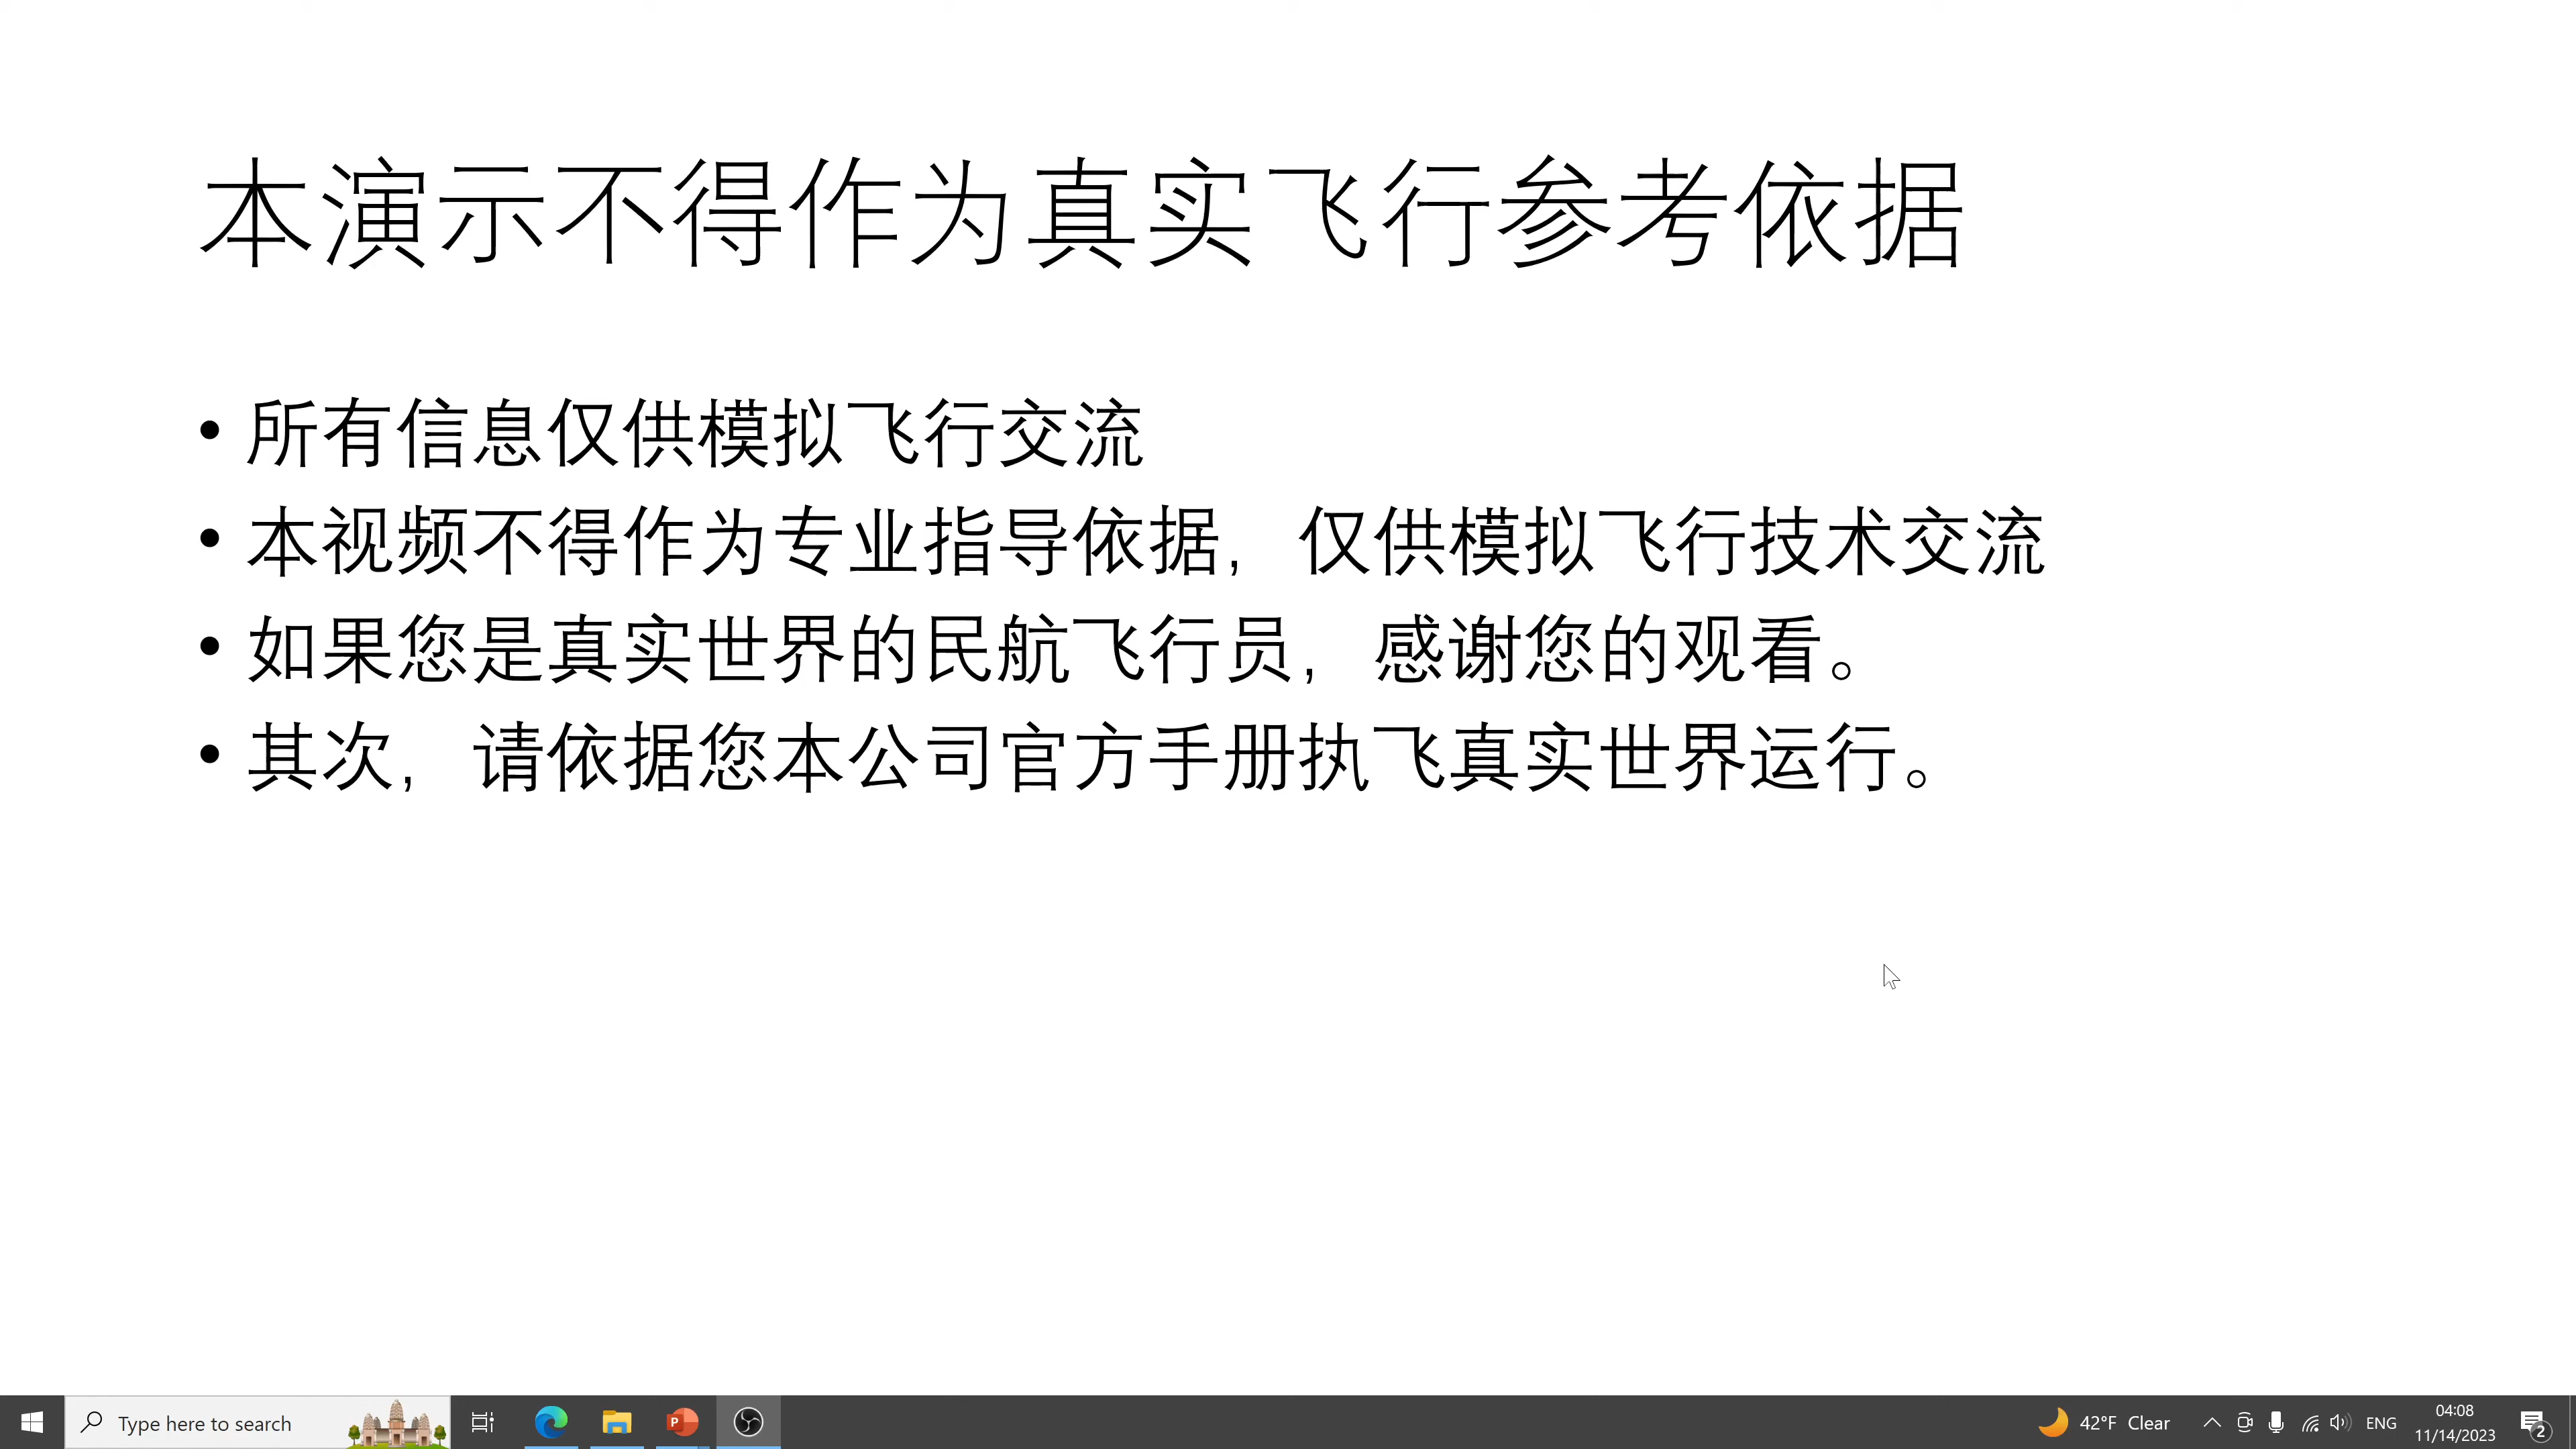 本演示不得作为真实飞行参考依据
• 所有信息仅供模拟飞行交流
• 本视频不得作为专业指导依据，仅供模拟飞行技术交流
• 如果您是真实世界的民航飞行员，感谢您的观看。
• 其次，请依据您本公司官方手册执飞真实世界运行。
Type here to search
42°F Clear
ENG
04:08
11/14/2023
2